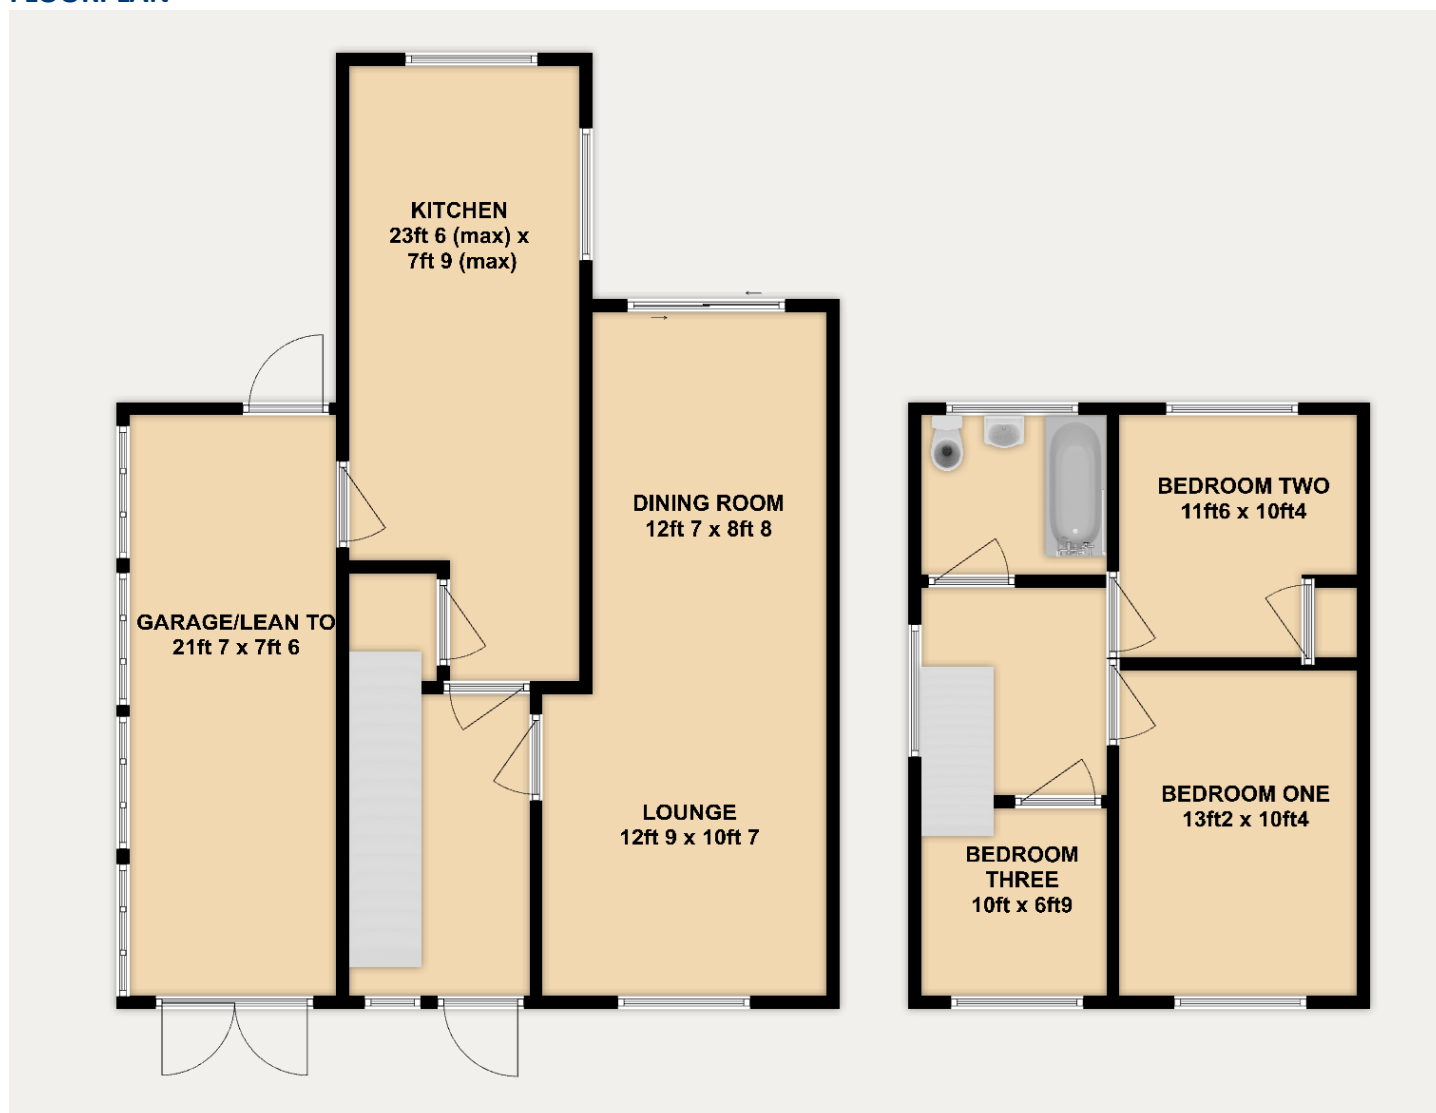 FLOORPLAN
KITCHEN
23ft 6 (max) x
7ft 9 (max)
DINING ROOM
12ft 7 x 8ft 8
GARAGE/LEAN TO
21ft 7 x 7ft 6
LOUNGE
12ft 9 x 10ft 7
BEDROOM TWO
11ft6 x 10ft4
BEDROOM ONE
13ft2 x 10ft4
BEDROOM
THREE
10ft x 6ft9